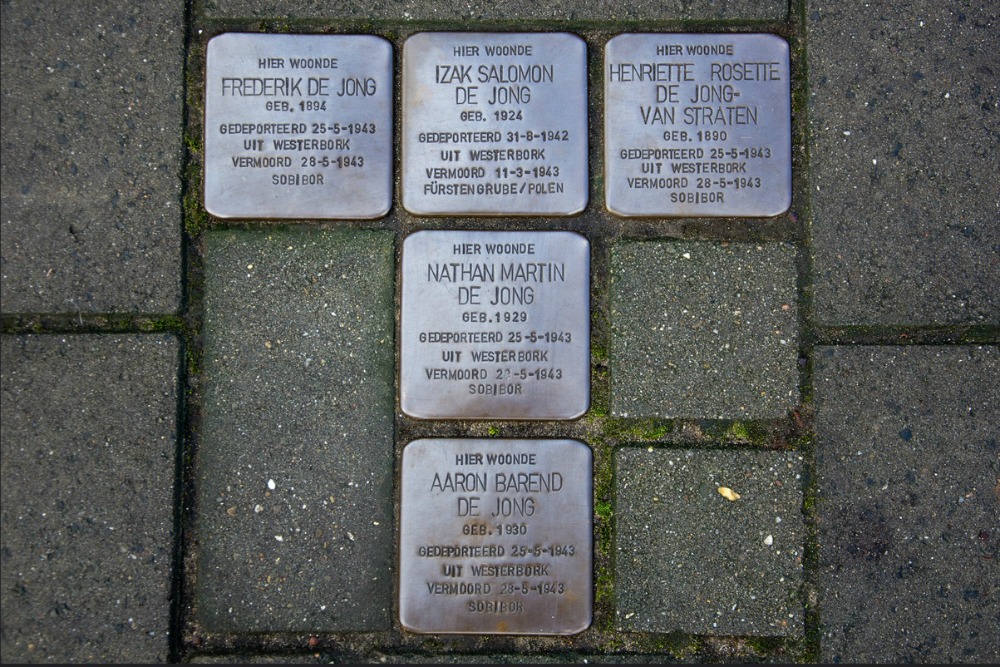 HIER WOONDE
FREDERIK DE JONG
GEB. 1894
GEDEPORTEERD 25-5-1943
UIT WESTERBORK
VERMOORD 28-5-1943
SOBIBOR
HIER WOONDE
IZAK SALOMON
DE JONG
GEB. 1924
GEDEPORTEERD 31-8-1942
UIT WESTERBORK
VERMOORD 11-3-1943
FÜRSTENGRUBE/POLEN
HIER WOONDE
HENRIETTE ROSETTE
DE JONG-
VAN STRATEN
GEB. 1890
GEDEPORTEERD 25-5-1943
UIT WESTERBORK
VERMOORD 28-5-1943
SOBIBOR
HIER WOONDE
NATHAN MARTIN
DE JONG
GEB. 1929
GEDEPORTEERD 25-5-1943
UIT WESTERBORK
VERMOORD 28-5-1943
SOBIBOR
HIER WOONDE
AARON BAREND
DE JONG
GEB. 1930
GEDEPORTEERD 25-5-1943
UIT WESTERBORK
VERMOORD 28-5-1943
SOBIBOR